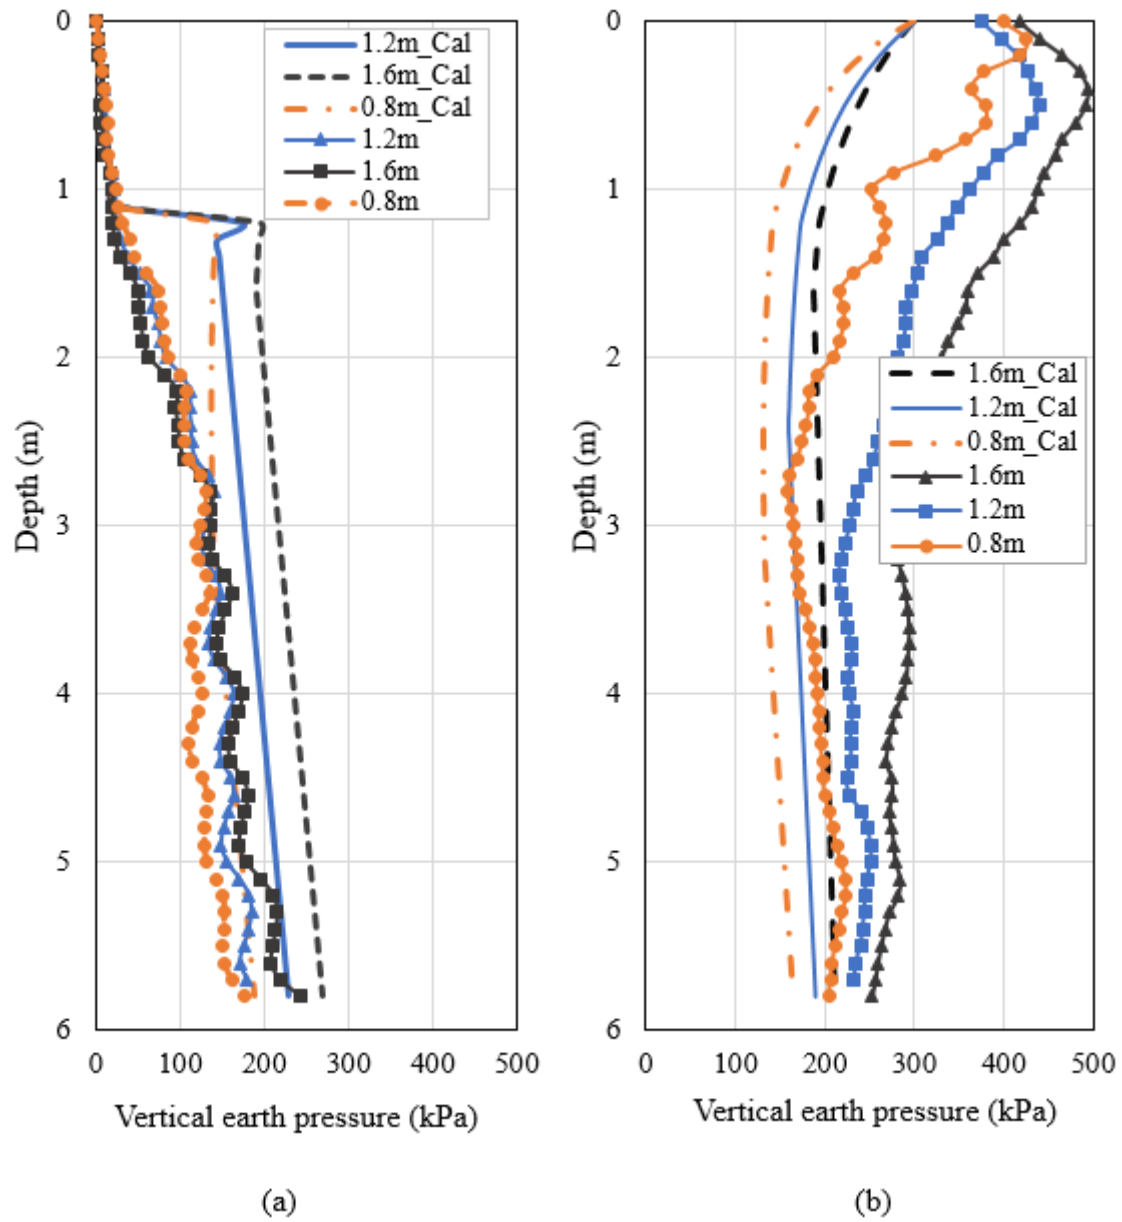 0
1
2
3
4
5
6
0 100 200 300 400 500
Depth (m)
Vertical earth pressure (kPa)
1.2m_Cal
1.6m_Cal
0.8m_Cal
1.2m
1.6m
0.8m
(a)
0
1
2
3
4
5
6
0 100 200 300 400 500
Depth (m)
Vertical earth pressure (kPa)
1.6m_Cal
1.2m_Cal
0.8m_Cal
1.6m
1.2m
0.8m
(b)